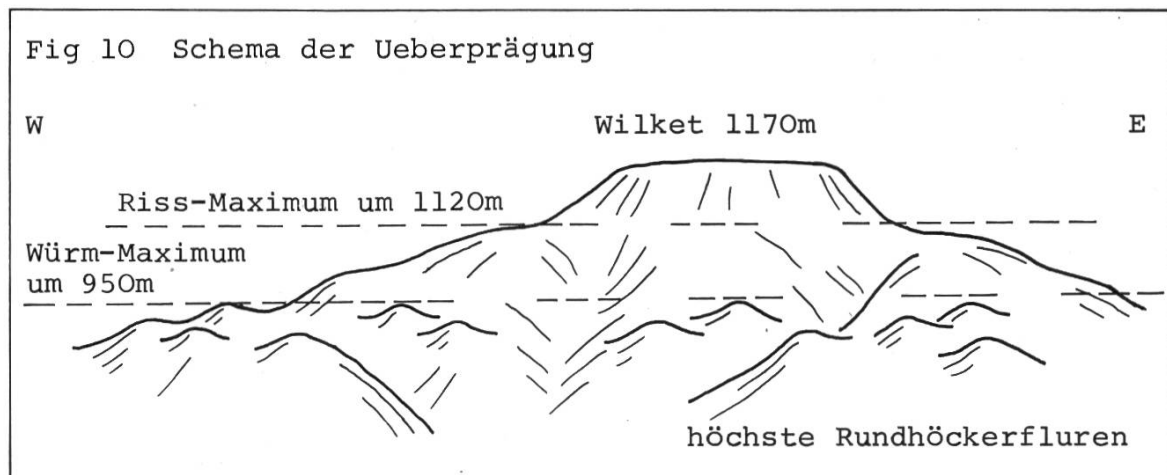 Fig 10 Schema der Ueberprägung
W
Wilket 1170m
E
Riss-Maximum um 1120m
Würm-Maximum
um 950m
höchste Rundhöckerfluren